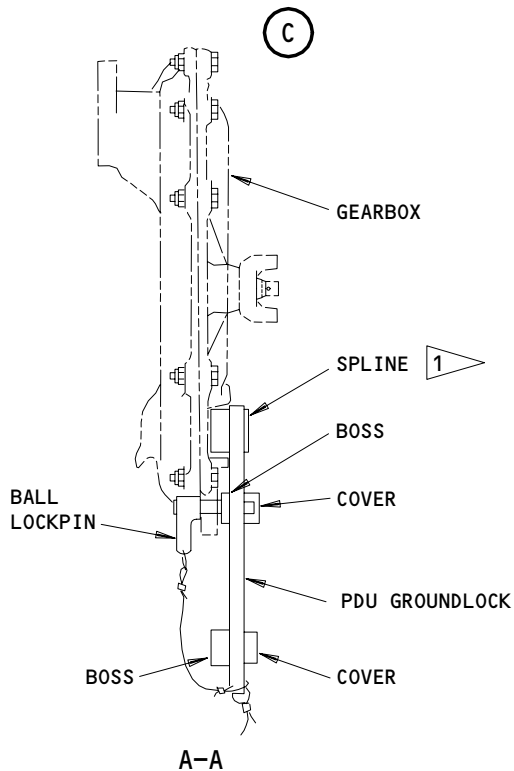 C
GEARBOX
SPLINE 1
BOSS
BALL
LOCKPIN
COVER
PDU GROUNDLOCK
BOSS
COVER
A-A